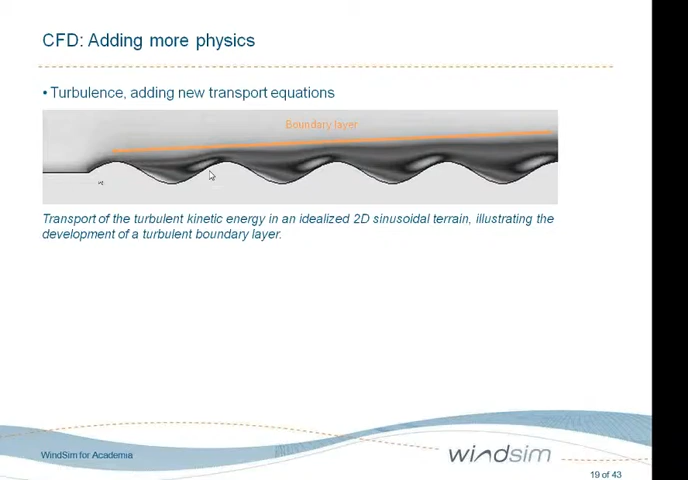 CFD: Adding more physics
• Turbulence, adding new transport equations
Boundary layer
Transport of the turbulent kinetic energy in an idealized 2D sinusoidal terrain, illustrating the
development of a turbulent boundary layer.
WindSim for Academia
windsim
19 of 43